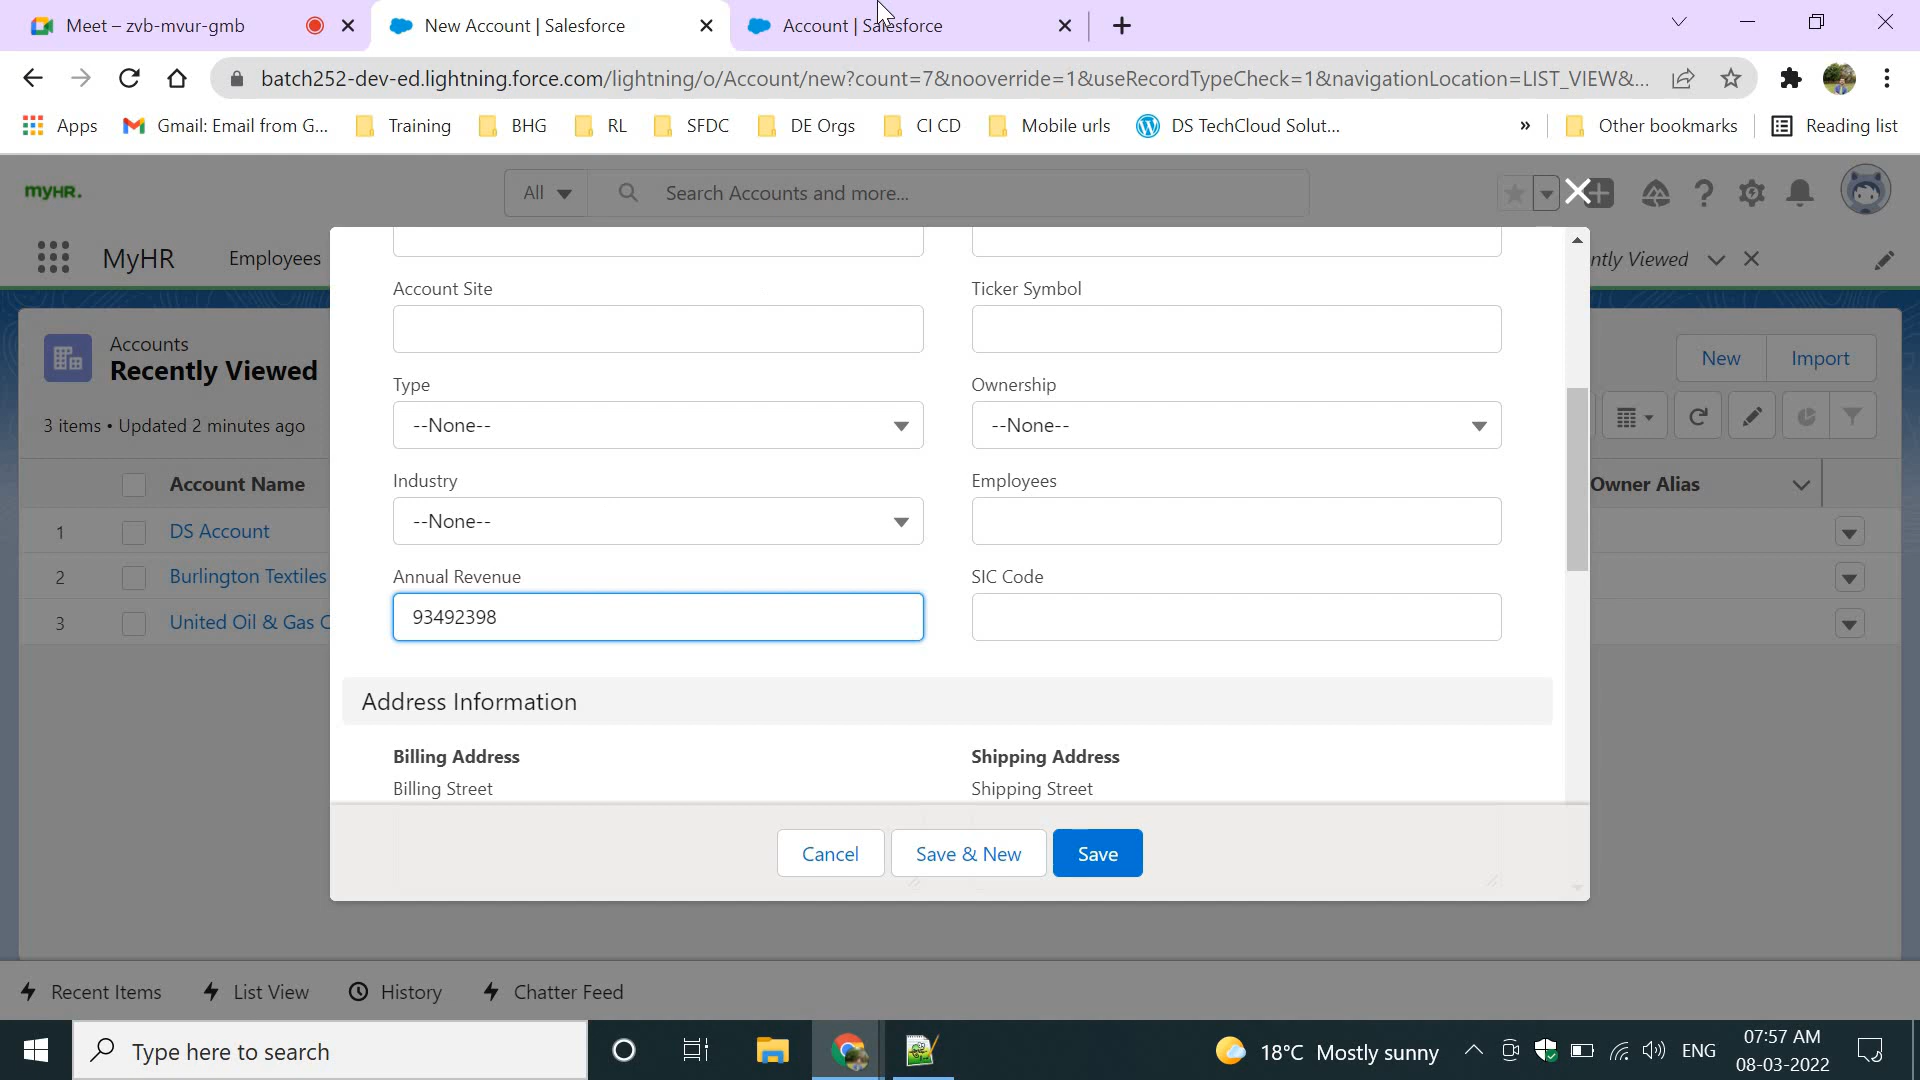 Meet – zvb-mvur-gmb
New Account | Salesforce
Account | Salesforce
batch252-dev-ed.lightning.force.com/lightning/o/Account/new?count=7&nooverride=1&useRecordTypeCheck=1&navigationLocation=LIST_VIEW&...
Apps
Gmail: Email from G...
Training
BHG
RL
SFDC
DE Orgs
CI CD
Mobile urls
DS TechCloud Solut...
»
Other bookmarks
Reading list
myHR.
All
Search Accounts and more...
MyHR
Employees
ntly Viewed
Accounts
Recently Viewed
3 items • Updated 2 minutes ago
New
Import
Account Name
Owner Alias
1 DS Account
2 Burlington Textiles
3 United Oil & Gas C
Account Site
Ticker Symbol
Type
--None--
Ownership
--None--
Industry
--None--
Employees
Annual Revenue
93492398
SIC Code
Address Information
Billing Address
Billing Street
Shipping Address
Shipping Street
Cancel
Save & New
Save
Recent Items
List View
History
Chatter Feed
Type here to search
18°C Mostly sunny
ENG
07:57 AM
08-03-2022